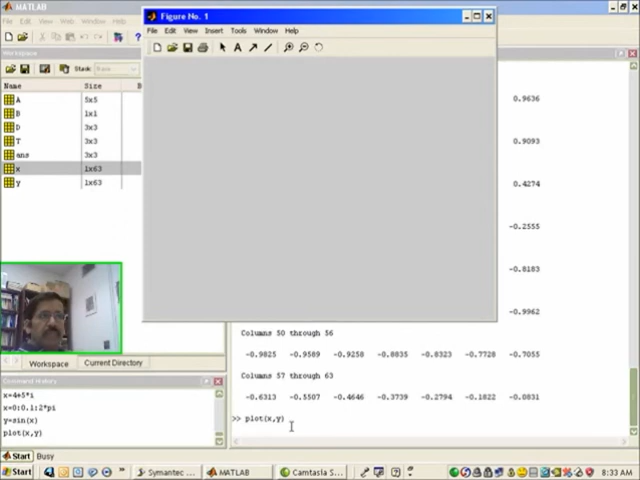 MATLAB
Figure No. 1
File Edit View Insert Tools Window Help
File Edit View Web Window
Workspace
Stack: Base
Name Size
A 5x5
B 1x1
D 3x3
T 3x3
ans 3x3
x 1x63
y 1x63
0.9636
0.9093
0.4274
-0.2555
-0.8183
-0.9962
Columns 50 through 56
-0.9825 -0.9589 -0.9258 -0.8835 -0.8323 -0.7728 -0.7055
Columns 57 through 63
-0.6313 -0.5507 -0.4646 -0.3739 -0.2794 -0.1822 -0.0831
>> plot(x,y)
Workspace Current Directory
Command History
x=4+5*i
x=0:0.1:2*pi
y=sin(x)
plot(x,y)
Start Busy
Start Symantec ... MATLAB Camtasia S... 8:33 AM